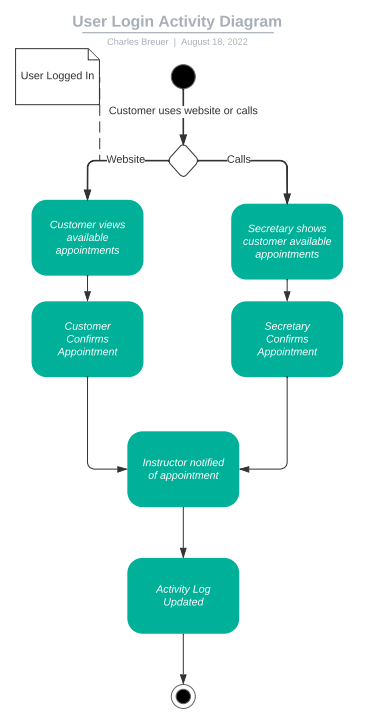 User Login Activity Diagram
Charles Breuer | August 18, 2022
User Logged In
Customer uses website or calls
Website
Calls
Customer views
available
appointments
Secretary shows
customer available
appointments
Customer
Confirms
Appointment
Secretary
Confirms
Appointment
Instructor notified
of appointment
Activity Log
Updated